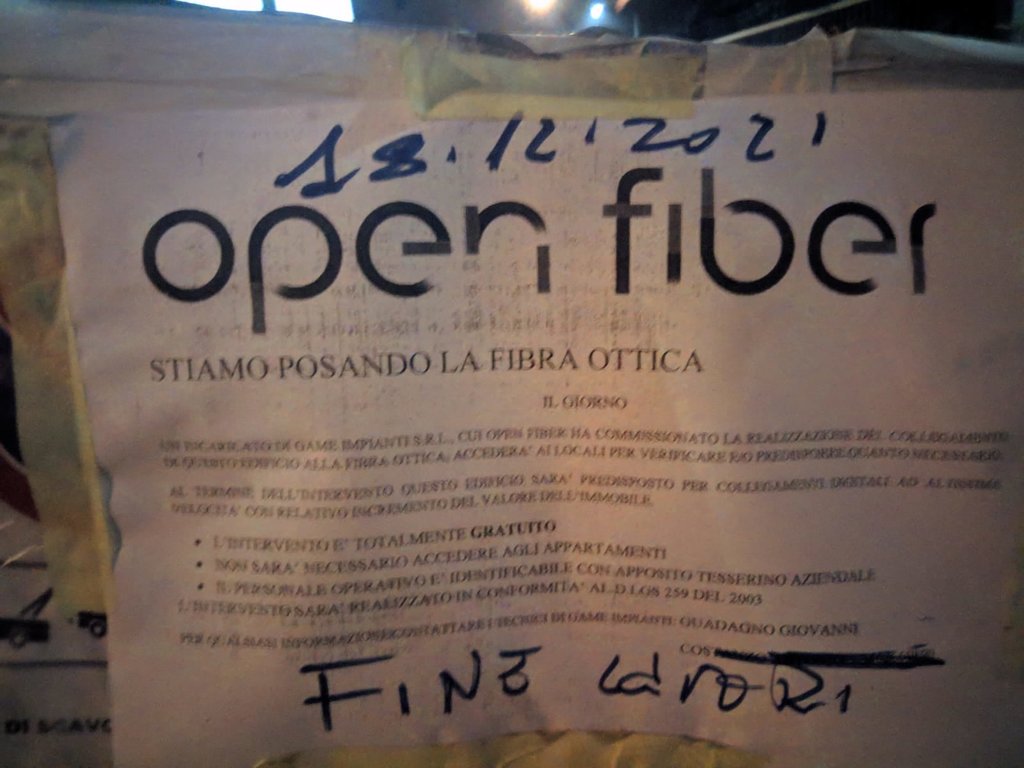 18.12.2021
open fiber
STIAMO POSANDO LA FIBRA OTTICA
IL GIORNO
UN INCARICATO DI GAME IMPIANTI S.R.L., CUI OPEN FIBER HA COMMISSIONATO LA REALIZZAZIONE DEL COLLEGAMENTO
DI QUESTO EDIFICIO ALLA FIBRA OTTICA, ACCEDERA' AI LOCALI PER VERIFICARE E/O PREDISPORRE QUANTO NECESSARIO.
AL TERMINE DELL'INTERVENTO QUESTO EDIFICIO SARA' PREDISPOSTO PER COLLEGAMENTI DIGITALI AD ALTISSIMA
VELOCITA' CON RELATIVO INCREMENTO DEL VALORE DELL'IMMOBILE.
• L'INTERVENTO E' TOTALMENTE GRATUITO
• NON SARA' NECESSARIO ACCEDERE AGLI APPARTAMENTI
• IL PERSONALE OPERATIVO E' IDENTIFICABILE CON APPOSITO TESSERINO AZIENDALE
L'INTERVENTO SARA' REALIZZATO IN CONFORMITA' AL D.LGS 259 DEL 2003
PER QUALSIASI INFORMAZIONE CONTATTARE I TECNICI DI GAME IMPIANTI: GUADAGNO GIOVANNI
FINE LAVORI
DI SCAVO